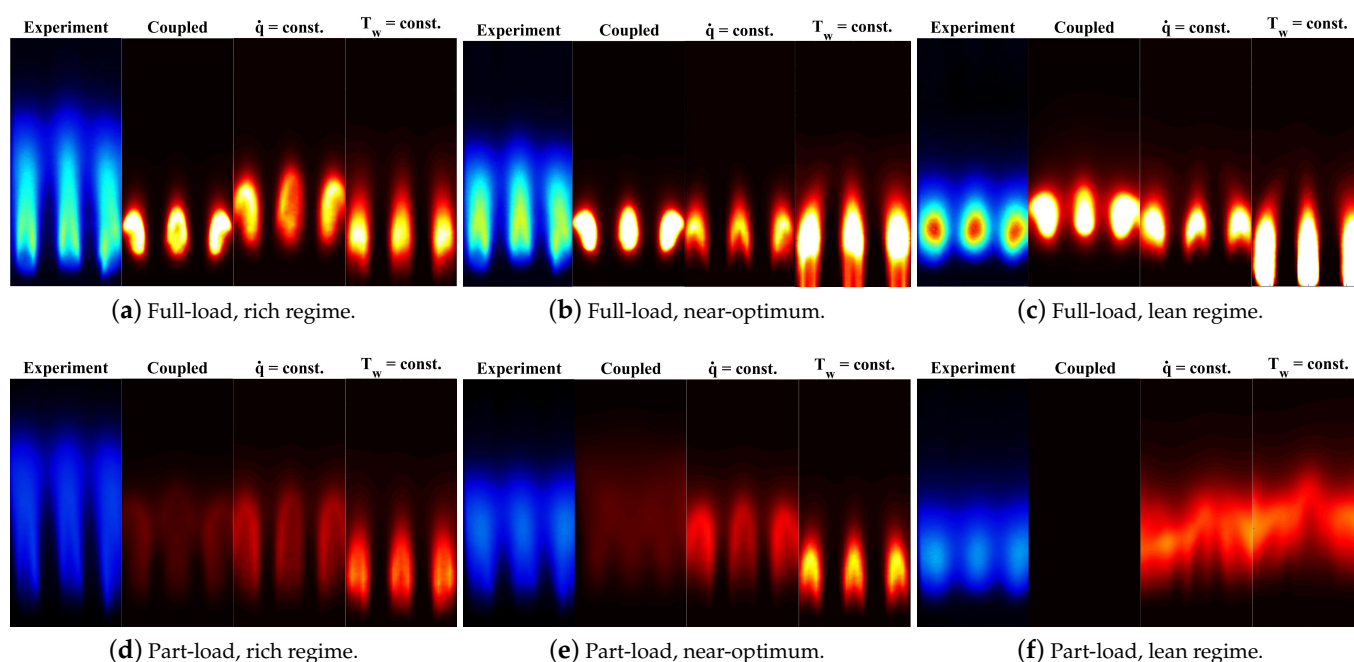 Experiment Coupled q̇ = const. T_w = const. Experiment Coupled q̇ = const. T_w = const. Experiment Coupled q̇ = const. T_w = const.
(a) Full-load, rich regime. (b) Full-load, near-optimum. (c) Full-load, lean regime.
Experiment Coupled q̇ = const. T_w = const. Experiment Coupled q̇ = const. T_w = const. Experiment Coupled q̇ = const. T_w = const.
(d) Part-load, rich regime. (e) Part-load, near-optimum. (f) Part-load, lean regime.